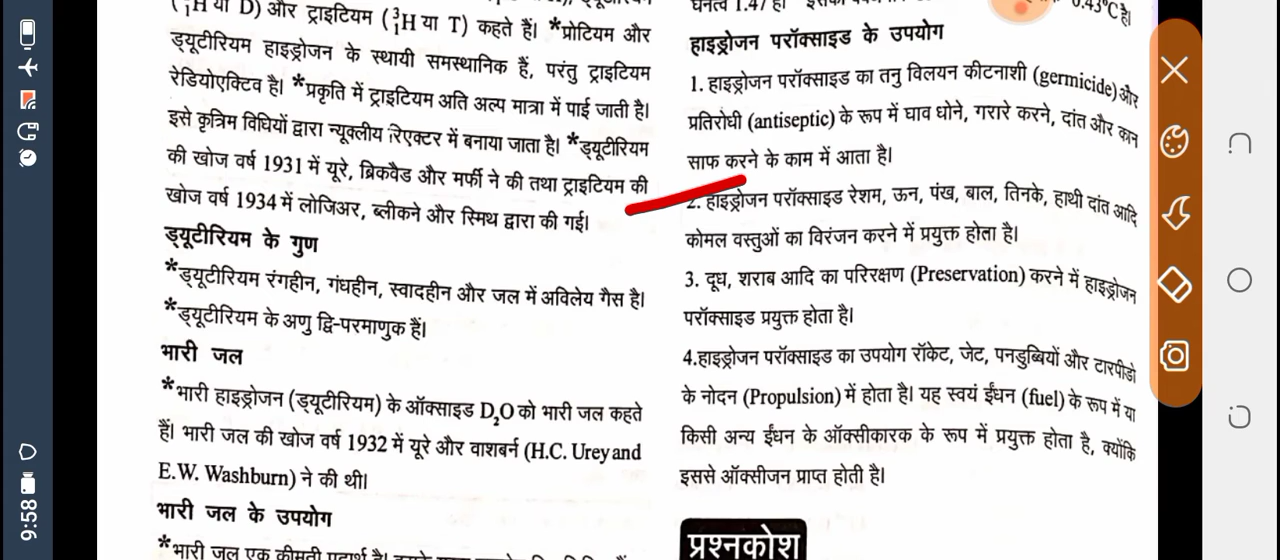 (¹₁H या D) और ट्राइटियम (³₁H या T) कहते हैं। *प्रोटियम और
ड्यूटीरियम हाइड्रोजन के स्थायी समस्थानिक हैं, परंतु ट्राइटियम
रेडियोएक्टिव है। *प्रकृति में ट्राइटियम अति अल्प मात्रा में पाई जाती है।
इसे कृत्रिम विधियों द्वारा न्यूक्लीय रिएक्टर में बनाया जाता है। *ड्यूटीरियम
की खोज वर्ष 1931 में यूरे, ब्रिकवैड और मर्फी ने की तथा ट्राइटियम की
खोज वर्ष 1934 में लोजिअर, ब्लीकने और स्मिथ द्वारा की गई।
ड्यूटीरियम के गुण
*ड्यूटीरियम रंगहीन, गंधहीन, स्वादहीन और जल में अविलेय गैस है।
*ड्यूटीरियम के अणु द्वि-परमाणुक हैं।
भारी जल
*भारी हाइड्रोजन (ड्यूटीरियम) के ऑक्साइड D₂O को भारी जल कहते
हैं। भारी जल की खोज वर्ष 1932 में यूरे और वाशबर्न (H.C. Urey and
E.W. Washburn) ने की थी।
भारी जल के उपयोग
*भारी जल एक कीमती पदार्थ है।
घनत्व 1.47 है। 0.43°C है।
हाइड्रोजन परॉक्साइड के उपयोग
1. हाइड्रोजन परॉक्साइड का तनु विलयन कीटनाशी (germicide) और
प्रतिरोधी (antiseptic) के रूप में घाव धोने, गरारे करने, दांत और कान
साफ करने के काम में आता है।
2. हाइड्रोजन परॉक्साइड रेशम, ऊन, पंख, बाल, तिनके, हाथी दांत आदि
कोमल वस्तुओं का विरंजन करने में प्रयुक्त होता है।
3. दूध, शराब आदि का परिरक्षण (Preservation) करने में हाइड्रोजन
परॉक्साइड प्रयुक्त होता है।
4.हाइड्रोजन परॉक्साइड का उपयोग रॉकेट, जेट, पनडुब्बियों और टारपीडो
के नोदन (Propulsion) में होता है। यह स्वयं ईंधन (fuel) के रूप में या
किसी अन्य ईंधन के ऑक्सीकारक के रूप में प्रयुक्त होता है, क्योंकि
इससे ऑक्सीजन प्राप्त होती है।
प्रश्नकोश
9:58